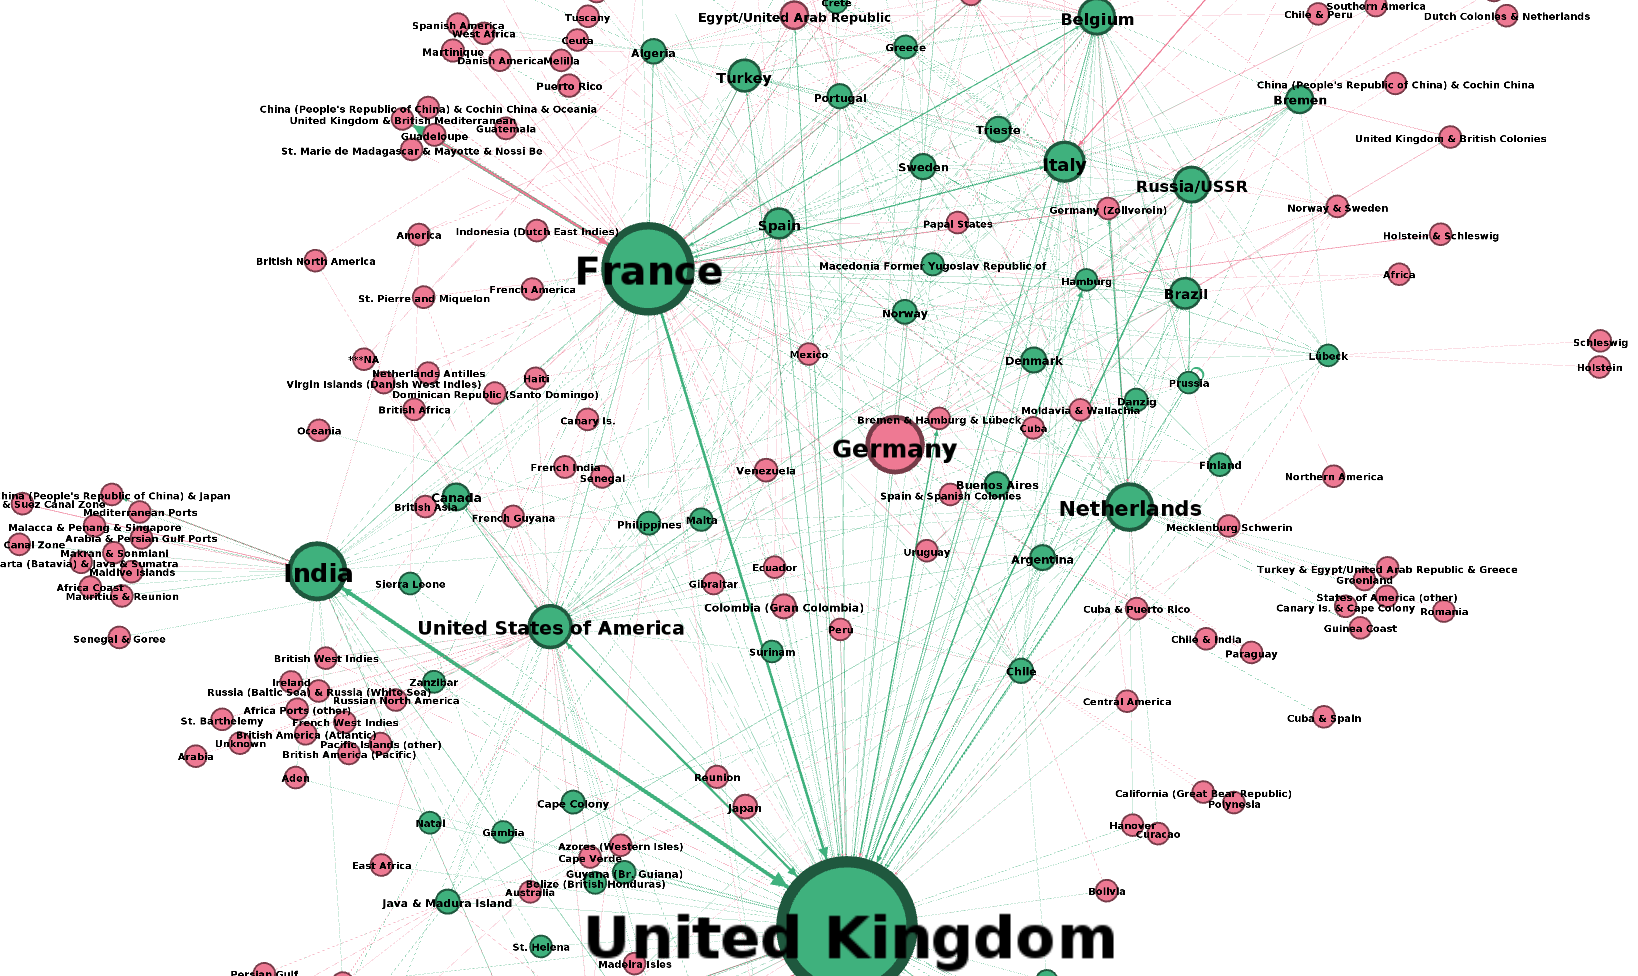 Crete
Southern America
Spanish America
Tuscany
Egypt/United Arab Republic
Belgium
Chile & Peru
Dutch Colonies & Netherlands
West Africa
Ceuta
Martinique
Danish America
Melilla
Algeria
Greece
Turkey
Puerto Rico
Portugal
China (People's Republic of China) & Cochin China
Bremen
China (People's Republic of China) & Cochin China & Oceania
United Kingdom & British Mediterranean
Guatemala
Guadeloupe
Trieste
United Kingdom & British Colonies
St. Marie de Madagascar & Mayotte & Nossi Be
Italy
Sweden
Russia/USSR
Germany (Zollverein)
Norway & Sweden
America
Indonesia (Dutch East Indies)
Spain
Papal States
Holstein & Schleswig
British North America
France
Macedonia Former Yugoslav Republic of
Hamburg
Africa
St. Pierre and Miquelon
French America
Brazil
Norway
***NA
Mexico
Denmark
Lübeck
Schleswig
Holstein
Netherlands Antilles
Virgin Islands (Danish West Indies)
Haiti
Prussia
Dominican Republic (Santo Domingo)
British Africa
Canary Is.
Bremen & Hamburg & Lübeck
Moldavia & Wallachia
Danzig
Cuba
Oceania
Germany
French India
Senegal
Venezuela
Finland
Northern America
hina (People's Republic of China) & Japan
& Suez Canal Zone
Mediterranean Ports
Canada
British Asia
Buenos Aires
Spain & Spanish Colonies
Netherlands
French Guyana
Philippines
Malta
Malacca & Penang & Singapore
Arabia & Persian Gulf Ports
Mecklenburg Schwerin
Canal Zone
Makran & Sonmiani
arta (Batavia) & Java & Sumatra
Maldive Islands
India
Uruguay
Argentina
Ecuador
Turkey & Egypt/United Arab Republic & Greece
Greenland
Africa Coast
Mauritius & Reunion
Sierra Leone
Gibraltar
States of America (other)
Canary Is. & Cape Colony
Romania
Colombia (Gran Colombia)
Cuba & Puerto Rico
United States of America
Peru
Guinea Coast
Senegal & Goree
Chile & India
Paraguay
Surinam
British West Indies
Chile
Ireland
Zanzibar
Russia (Baltic Sea) & Russia (White Sea)
Russian North America
Central America
Africa Ports (other)
St. Barthelemy
French West Indies
Cuba & Spain
British America (Atlantic)
Unknown
Pacific Islands (other)
British America (Pacific)
Arabia
Aden
Reunion
California (Great Bear Republic)
Polynesia
Cape Colony
Japan
Natal
Gambia
Hanover
Curacao
Azores (Western Isles)
Cape Verde
East Africa
Guyana (Br. Guiana)
Belize (British Honduras)
Australia
Bolivia
Java & Madura Island
United Kingdom
St. Helena
Madeira Isles
Persian Gulf